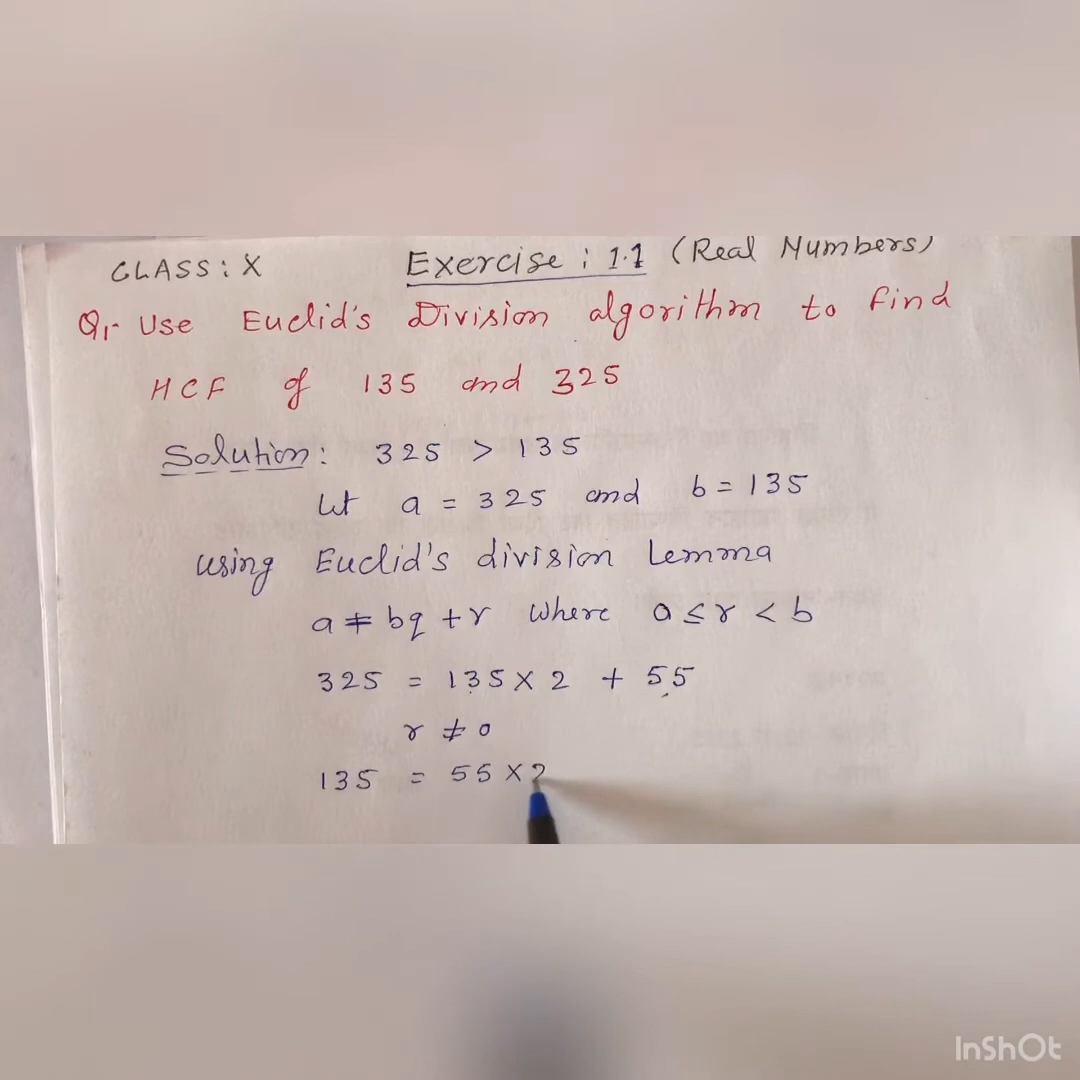 CLASS: X Exercise: 1.1 (Real Numbers)
Q1- Use Euclid's Division algorithm to find
HCF of 135 and 325
Solution: 325 > 135
Let a = 325 and b = 135
using Euclid's division Lemma
a ≠ bq + r where a ≤ r < b
325 = 135 × 2 + 55
r ≠ 0
135 = 55 × 2
InShOt